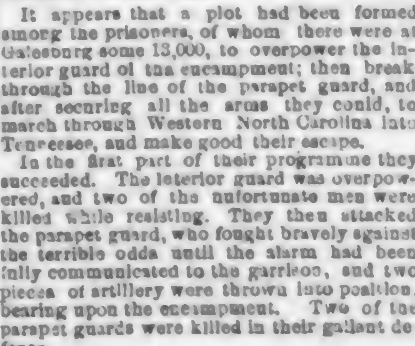 It appears that a plot had been formed
among the prisoners, of whom there were at
Galesburg some 13,000, to overpower the in-
terior guard of the encampment; then break
through the line of the parapet guard, and
after securing all the arms they could, to
march through Western North Carolina into
Tennessee, and make good their escape.
In the first part of their programme they
succeeded. The interior guard was overpow-
ered, and two of the unfortunate men were
killed while resisting. They then attacked
the parapet guard, who fought bravely against
the terrible odds until the alarm had been
fully communicated to the garrison, and two
pieces of artillery were thrown into position,
bearing upon the encampment. Two of the
parapet guards were killed in their gallant de